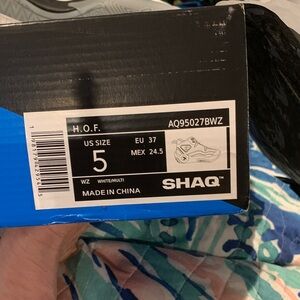 H.O.F. AQ95027BWZ
US SIZE EU 37
5 MEX 24.5
WZ WHITE/MULTI
MADE IN CHINA SHAQ